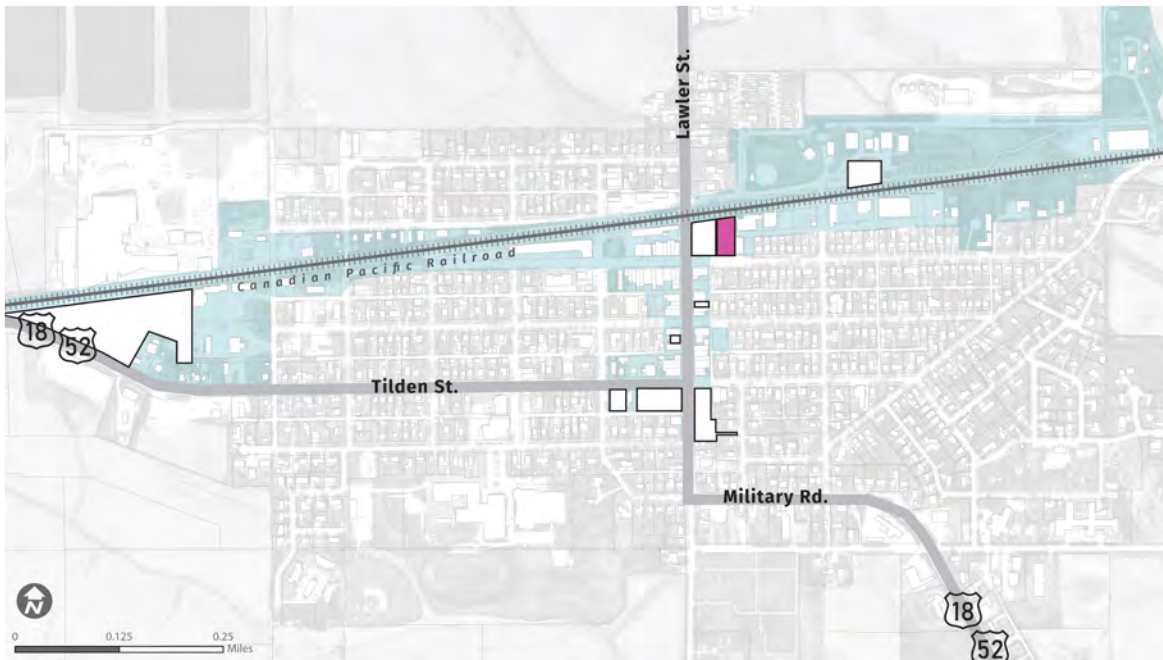 Lawler St.
Canadian Pacific Railroad
18
52
Tilden St.
Military Rd.
18
52
N
0 0.125 0.25
Miles